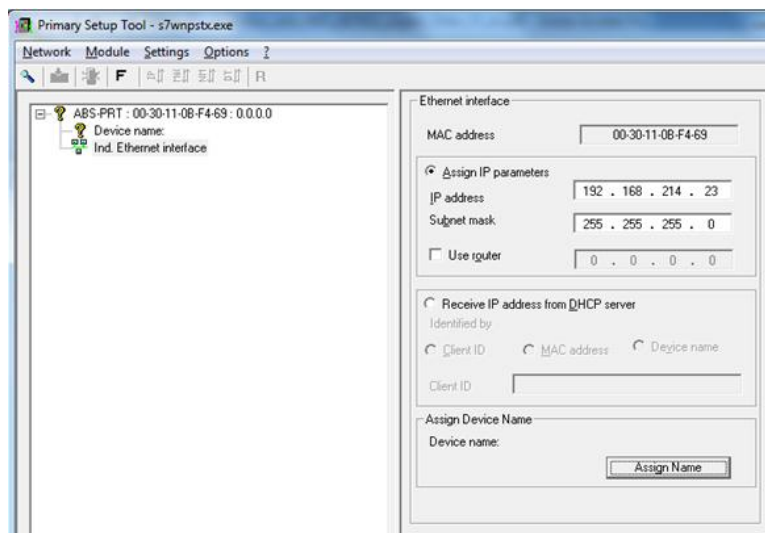 Primary Setup Tool - s7wnpstx.exe
Network Module Settings Options ?
F R
ABS-PRT : 00-30-11-0B-F4-69 : 0.0.0.0
Device name:
Ind. Ethernet interface
Ethernet interface
MAC address 00-30-11-0B-F4-69
Assign IP parameters
IP address 192 . 168 . 214 . 23
Subnet mask 255 . 255 . 255 . 0
Use router 0 . 0 . 0 . 0
Receive IP address from DHCP server
Identified by
Client ID MAC address Device name
Client ID
Assign Device Name
Device name:
Assign Name